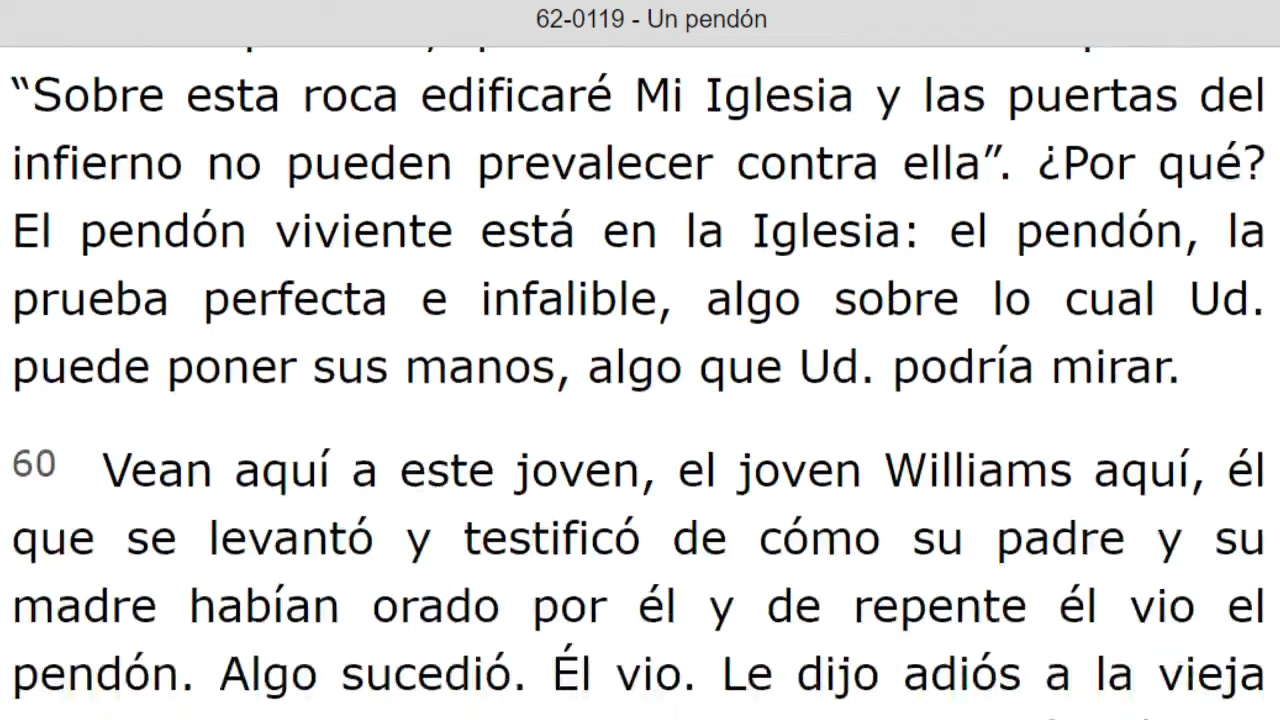 62-0119 - Un pendón
“Sobre esta roca edificaré Mi Iglesia y las puertas del
infierno no pueden prevalecer contra ella”. ¿Por qué?
El pendón viviente está en la Iglesia: el pendón, la
prueba perfecta e infalible, algo sobre lo cual Ud.
puede poner sus manos, algo que Ud. podría mirar.
60 Vean aquí a este joven, el joven Williams aquí, él
que se levantó y testificó de cómo su padre y su
madre habían orado por él y de repente él vio el
pendón. Algo sucedió. Él vio. Le dijo adiós a la vieja